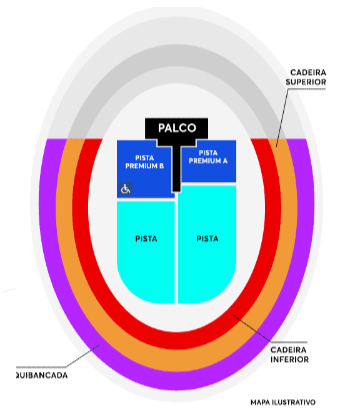 CADEIRA
SUPERIOR
PALCO
PISTA
PREMIUM B
PISTA
PREMIUM A
PISTA
PISTA
CADEIRA
INFERIOR
QUIBANCADA
MAPA ILUSTRATIVO